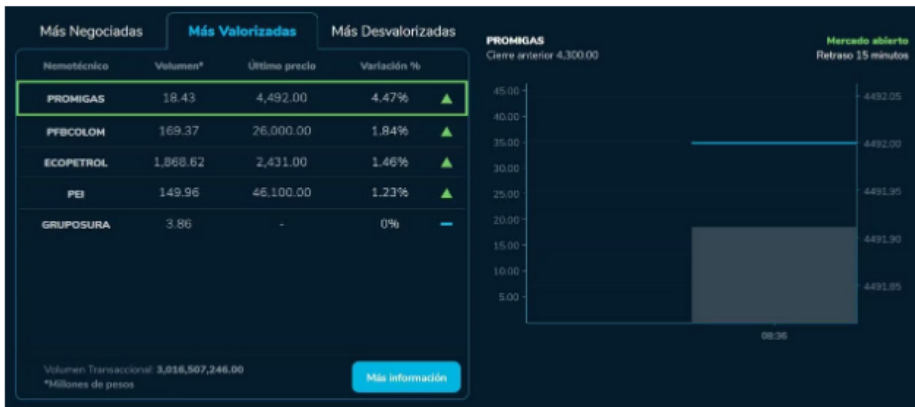 Más Negociadas
Más Valorizadas
Más Desvalorizadas
Nemotécnico Volumen* Último precio Variación %
PROMIGAS 18.43 4,492.00 4.47%
PFBCOLOM 169.37 26,000.00 1.84%
ECOPETROL 1,868.62 2,431.00 1.46%
PEI 149.96 46,100.00 1.23%
GRUPOSURA 3.86 - 0%
Volumen Transaccional: 3,016,507,246.00
*Millones de pesos
Más información
PROMIGAS
Cierre anterior 4,300.00
Mercado abierto
Retraso 15 minutos
45.00
40.00
35.00
30.00
25.00
20.00
15.00
10.00
5.00
4492.05
4492.00
4491.95
4491.90
4491.85
08:36